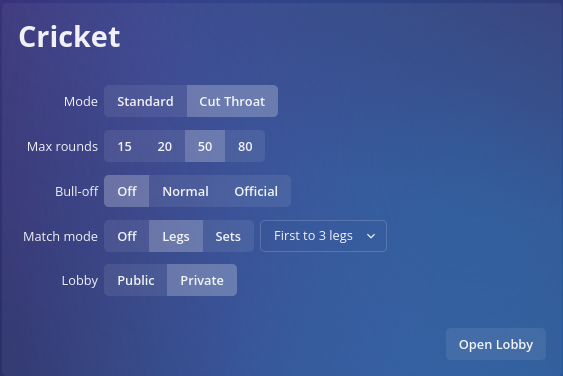 Cricket
Mode Standard Cut Throat
Max rounds 15 20 50 80
Bull-off Off Normal Official
Match mode Off Legs Sets First to 3 legs
Lobby Public Private
Open Lobby